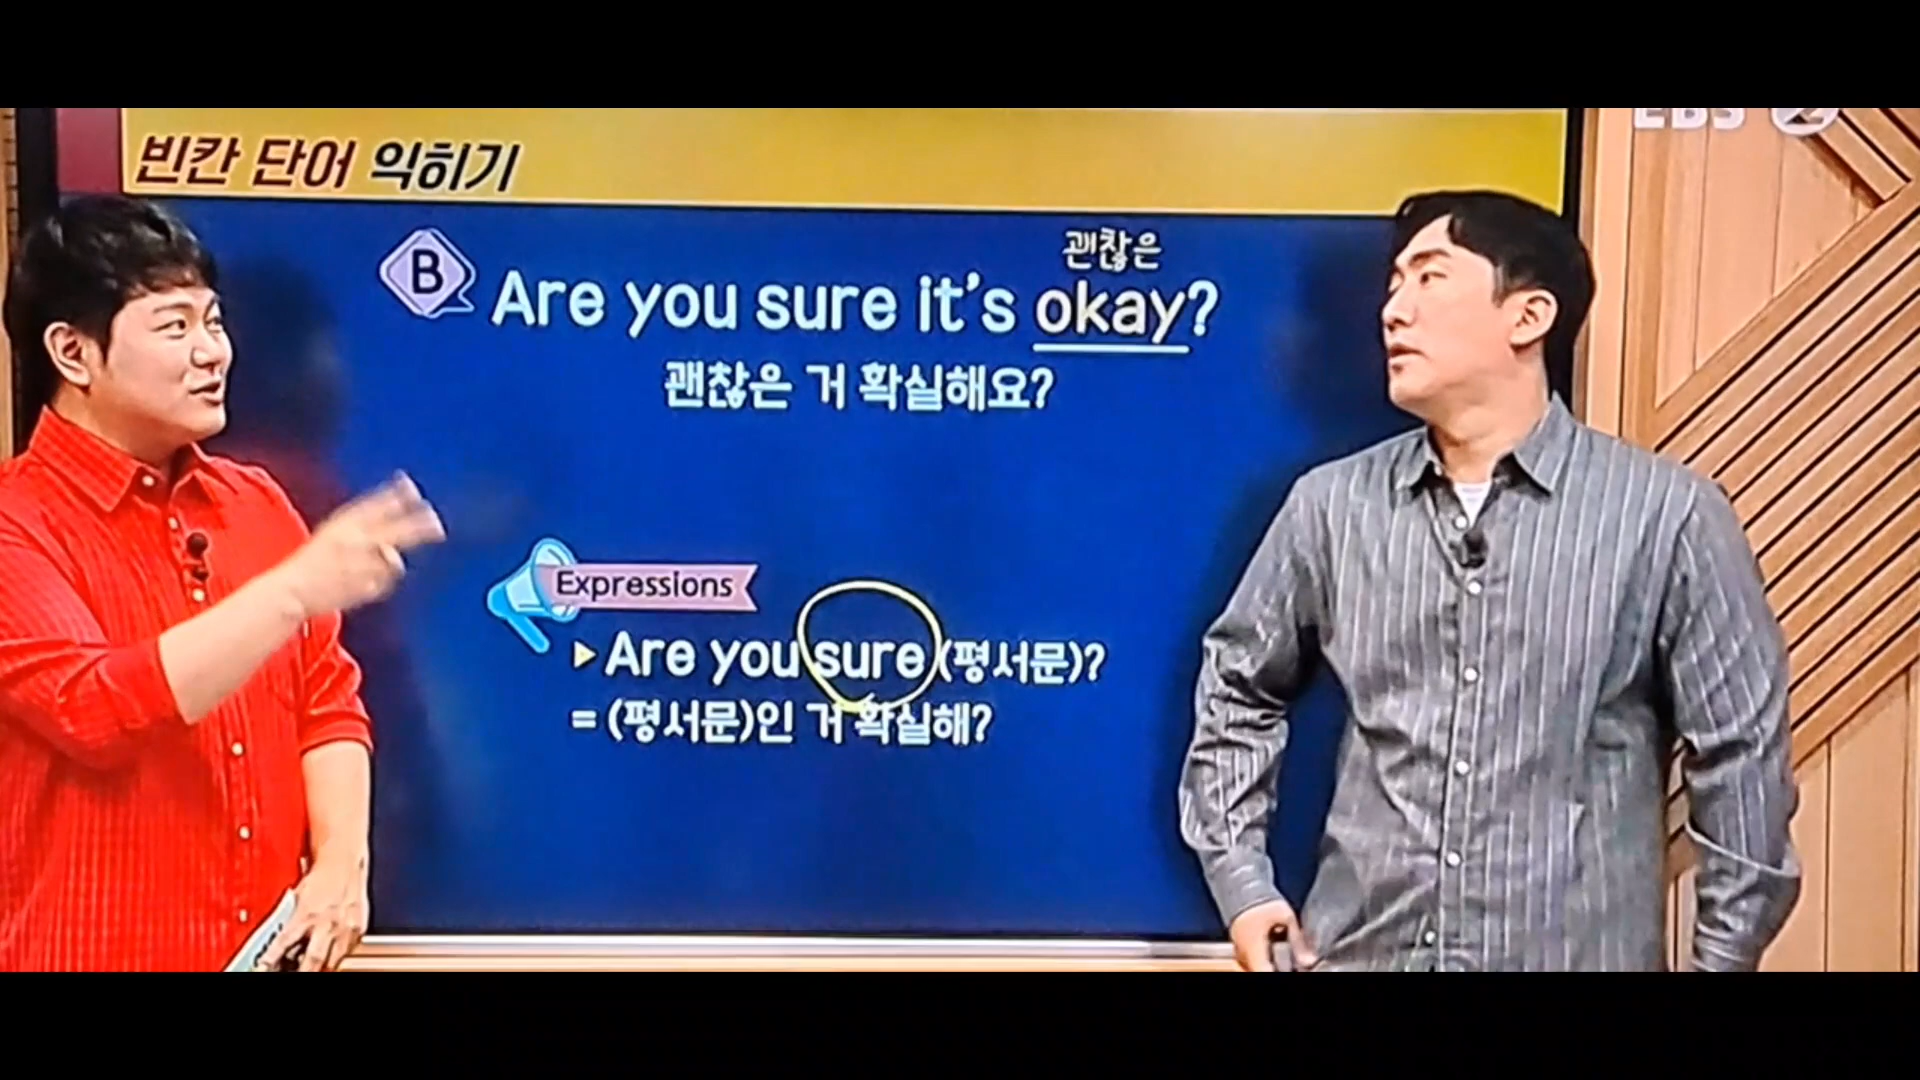 EBS 2
빈칸 단어 익히기
괜찮은
B Are you sure it's okay?
괜찮은 거 확실해요?
Expressions
Are you sure (평서문)?
= (평서문)인 거 확실해?